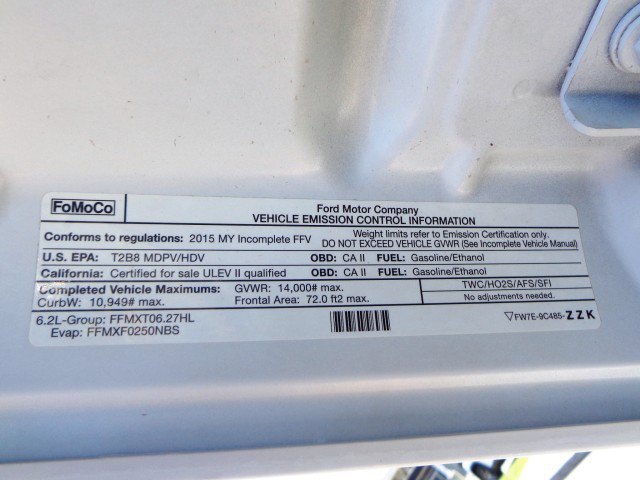 FoMoCo
Ford Motor Company
VEHICLE EMISSION CONTROL INFORMATION
Conforms to regulations: 2015 MY Incomplete FFV
Weight limits refer to Emission Certification only.
DO NOT EXCEED VEHICLE GVWR (See Incomplete Vehicle Manual)
U.S. EPA: T2B8 MDPV/HDV OBD: CA II FUEL: Gasoline/Ethanol
California: Certified for sale ULEV II qualified OBD: CA II FUEL: Gasoline/Ethanol
Completed Vehicle Maximums: GVWR: 14,000# max.
CurbW: 10,949# max. Frontal Area: 72.0 ft2 max.
TWC/HO2S/AFS/SFI
No adjustments needed.
6.2L-Group: FFMXT06.27HL
Evap: FFMXF0250NBS
FW7E-9C485-ZZK